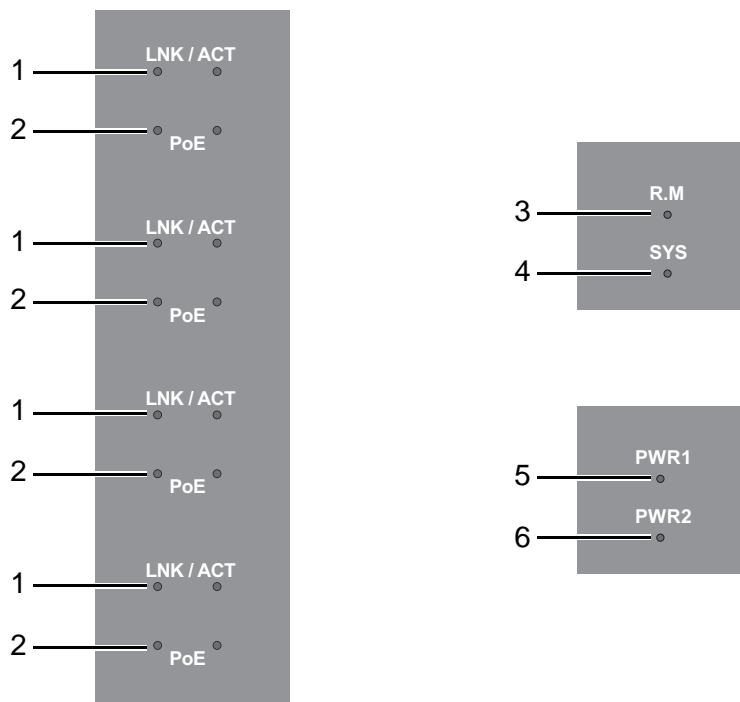 1 LNK / ACT
2 PoE
1 LNK / ACT
2 PoE
1 LNK / ACT
2 PoE
1 LNK / ACT
2 PoE
3 R.M
4 SYS
5 PWR1
6 PWR2